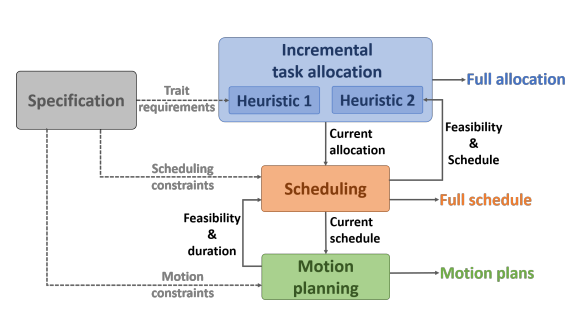 Incremental
task allocation
Heuristic 1
Heuristic 2
Full allocation
Specification
Trait
requirements
Current
allocation
Feasibility
&
Schedule
Scheduling
constraints
Scheduling
Full schedule
Feasibility
&
duration
Current
schedule
Motion
constraints
Motion
planning
Motion plans